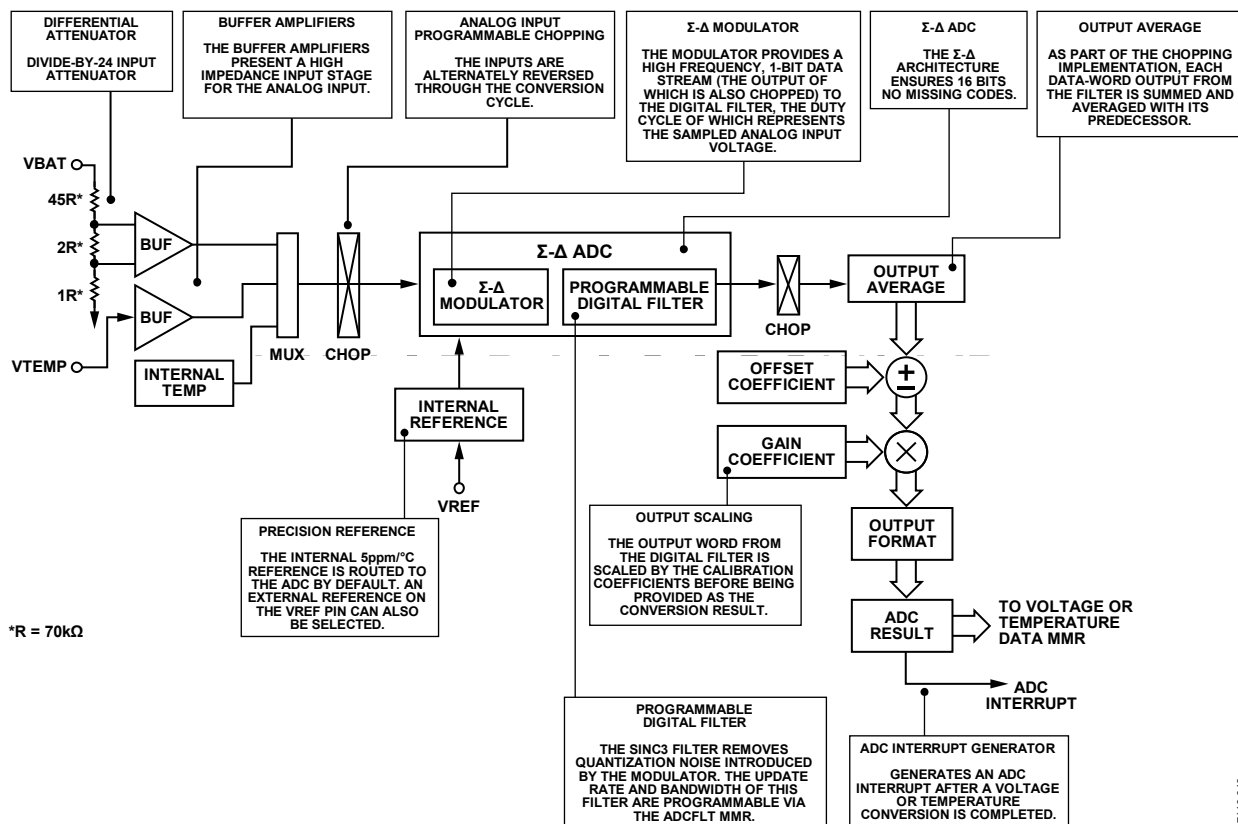 DIFFERENTIAL
ATTENUATOR
DIVIDE-BY-24 INPUT
ATTENUATOR
BUFFER AMPLIFIERS
THE BUFFER AMPLIFIERS
PRESENT A HIGH
IMPEDANCE INPUT STAGE
FOR THE ANALOG INPUT.
ANALOG INPUT
PROGRAMMABLE CHOPPING
THE INPUTS ARE
ALTERNATELY REVERSED
THROUGH THE CONVERSION
CYCLE.
Σ-Δ MODULATOR
THE MODULATOR PROVIDES A
HIGH FREQUENCY, 1-BIT DATA
STREAM (THE OUTPUT OF
WHICH IS ALSO CHOPPED) TO
THE DIGITAL FILTER, THE DUTY
CYCLE OF WHICH REPRESENTS
THE SAMPLED ANALOG INPUT
VOLTAGE.
Σ-Δ ADC
THE Σ-Δ
ARCHITECTURE
ENSURES 16 BITS
NO MISSING CODES.
OUTPUT AVERAGE
AS PART OF THE CHOPPING
IMPLEMENTATION, EACH
DATA-WORD OUTPUT FROM
THE FILTER IS SUMMED AND
AVERAGED WITH ITS
PREDECESSOR.
VBAT
45R*
2R*
1R*
VTEMP
BUF
BUF
INTERNAL
TEMP
MUX
CHOP
Σ-Δ ADC
Σ-Δ
MODULATOR
PROGRAMMABLE
DIGITAL FILTER
CHOP
OUTPUT
AVERAGE
OFFSET
COEFFICIENT
±
INTERNAL
REFERENCE
VREF
GAIN
COEFFICIENT
×
PRECISION REFERENCE
THE INTERNAL 5ppm/°C
REFERENCE IS ROUTED TO
THE ADC BY DEFAULT. AN
EXTERNAL REFERENCE ON
THE VREF PIN CAN ALSO
BE SELECTED.
OUTPUT SCALING
THE OUTPUT WORD FROM
THE DIGITAL FILTER IS
SCALED BY THE CALIBRATION
COEFFICIENTS BEFORE BEING
PROVIDED AS THE
CONVERSION RESULT.
OUTPUT
FORMAT
ADC
RESULT
TO VOLTAGE OR
TEMPERATURE
DATA MMR
*R = 70kΩ
ADC
INTERRUPT
PROGRAMMABLE
DIGITAL FILTER
THE SINC3 FILTER REMOVES
QUANTIZATION NOISE INTRODUCED
BY THE MODULATOR. THE UPDATE
RATE AND BANDWIDTH OF THIS
FILTER ARE PROGRAMMABLE VIA
THE ADCFLT MMR.
ADC INTERRUPT GENERATOR
GENERATES AN ADC
INTERRUPT AFTER A VOLTAGE
OR TEMPERATURE
CONVERSION IS COMPLETED.